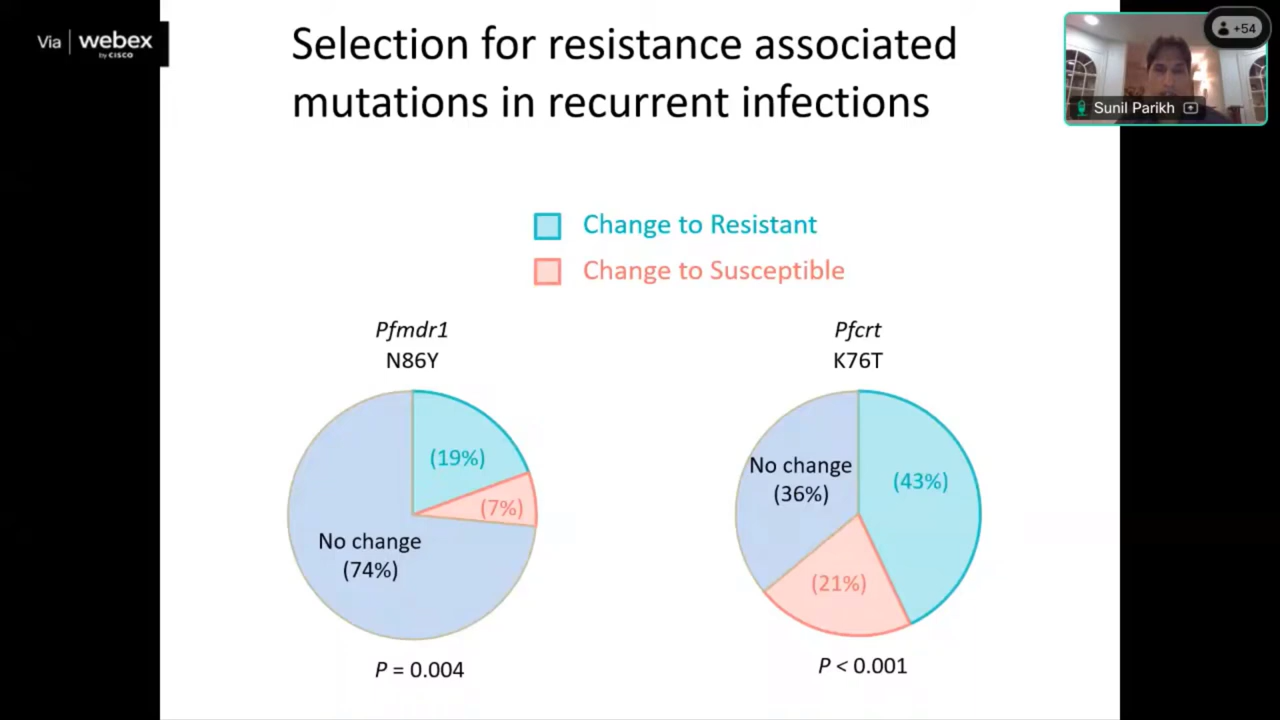 Via | webex
by CISCO
+54
Sunil Parikh
Selection for resistance associated
mutations in recurrent infections
Change to Resistant
Change to Susceptible
Pfmdr1
N86Y
(19%)
(7%)
No change
(74%)
P = 0.004
Pfcrt
K76T
No change
(36%)
(43%)
(21%)
P < 0.001